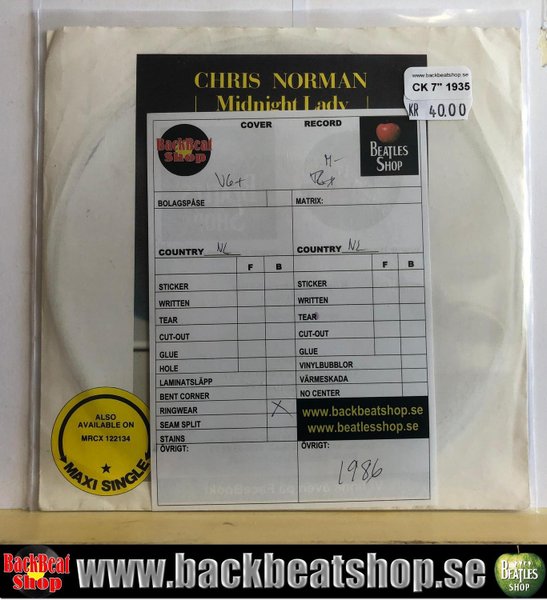 CHRIS NORMAN
Midnight Lady
www.backbeatshop.se
CK 7" 1935
KR 40.00
BackBeat
Shop
COVER
RECORD
BEATLES
SHOP
VG+
M-
BOLAGSPÅSE
MATRIX:
COUNTRY NL
COUNTRY NL
F B
F B
STICKER
STICKER
WRITTEN
WRITTEN
TEAR
TEAR
CUT-OUT
CUT-OUT
GLUE
GLUE
HOLE
VINYLBUBBLOR
LAMINATSLÄPP
VÄRMESKADA
BENT CORNER
NO CENTER
RINGWEAR X
www.backbeatshop.se
SEAM SPLIT
www.beatlesshop.se
STAINS
ÖVRIGT:
ÖVRIGT:
1986
ALSO
AVAILABLE ON
MRCX 122134
MAXI SINGLE
BackBeat
Shop
www.backbeatshop.se
BEATLES
SHOP